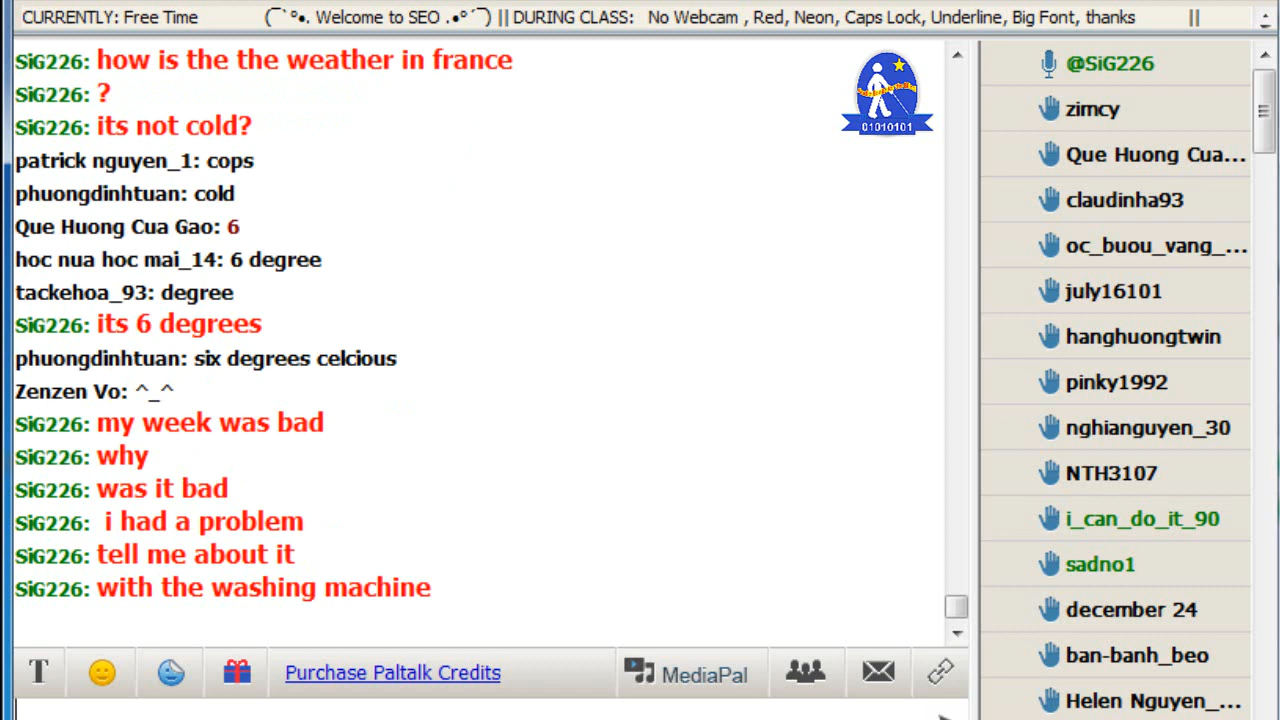 CURRENTLY: Free Time (¯`°•. Welcome to SEO .•°´¯) || DURING CLASS: No Webcam , Red, Neon, Caps Lock, Underline, Big Font, thanks ||
SiG226: how is the the weather in france
SiG226: ?
SiG226: its not cold?
patrick nguyen_1: cops
phuongdinhtuan: cold
Que Huong Cua Gao: 6
hoc nua hoc mai_14: 6 degree
tackehoa_93: degree
SiG226: its 6 degrees
phuongdinhtuan: six degrees celcious
Zenzen Vo: ^_^
SiG226: my week was bad
SiG226: why
SiG226: was it bad
SiG226: i had a problem
SiG226: tell me about it
SiG226: with the washing machine
01010101
T
Purchase Paltalk Credits
MediaPal
@SiG226
zimcy
Que Huong Cua...
claudinha93
oc_buou_vang_...
july16101
hanghuongtwin
pinky1992
nghianguyen_30
NTH3107
i_can_do_it_90
sadno1
december 24
ban-banh_beo
Helen Nguyen_...